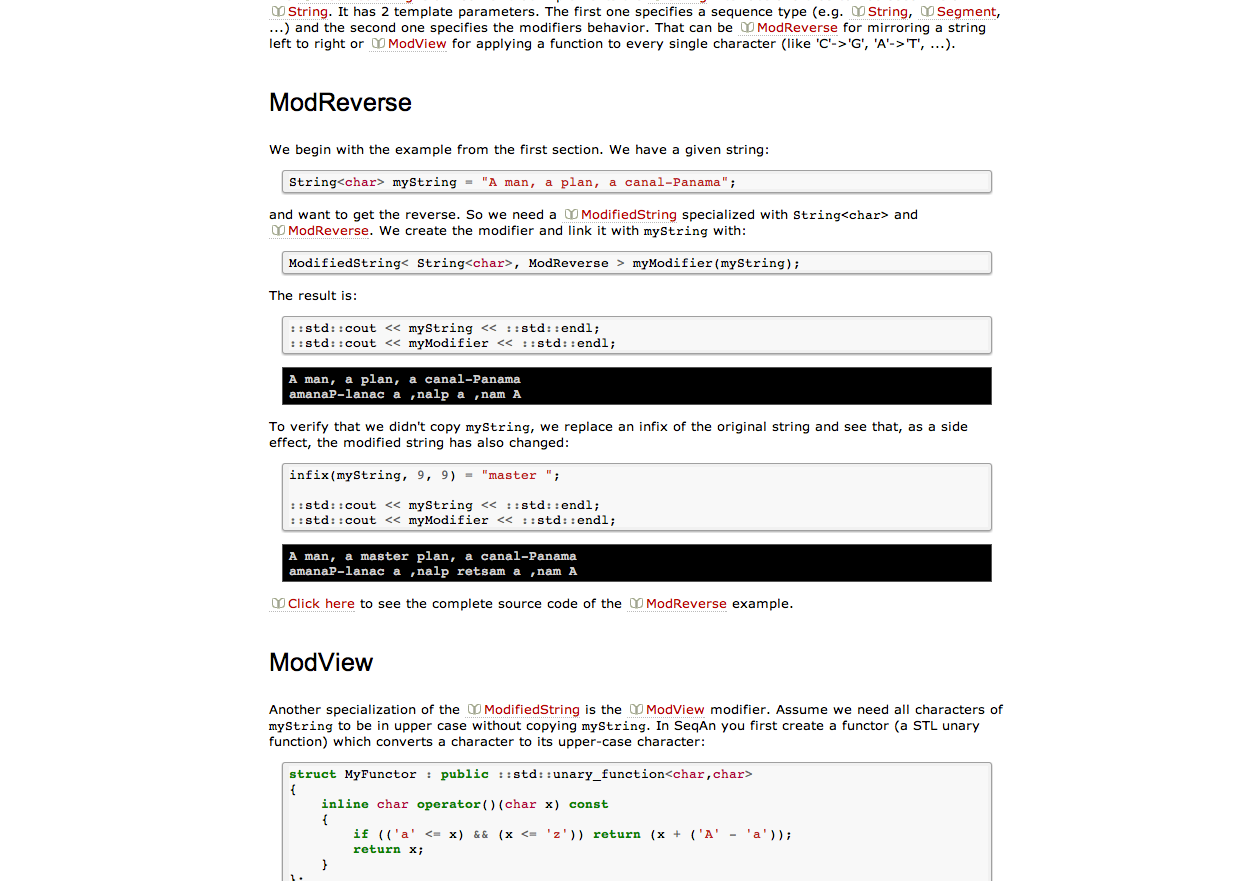 String. It has 2 template parameters. The first one specifies a sequence type (e.g. String, Segment,
...) and the second one specifies the modifiers behavior. That can be ModReverse for mirroring a string
left to right or ModView for applying a function to every single character (like 'C'->'G', 'A'->'T', ...).
ModReverse
We begin with the example from the first section. We have a given string:
String<char> myString = "A man, a plan, a canal-Panama";
and want to get the reverse. So we need a ModifiedString specialized with String<char> and
ModReverse. We create the modifier and link it with myString with:
ModifiedString< String<char>, ModReverse > myModifier(myString);
The result is:
::std::cout << myString << ::std::endl;
::std::cout << myModifier << ::std::endl;
A man, a plan, a canal-Panama
amanaP-lanac a ,nalp a ,nam A
To verify that we didn't copy myString, we replace an infix of the original string and see that, as a side
effect, the modified string has also changed:
infix(myString, 9, 9) = "master ";
::std::cout << myString << ::std::endl;
::std::cout << myModifier << ::std::endl;
A man, a master plan, a canal-Panama
amanaP-lanac a ,nalp retsam a ,nam A
Click here to see the complete source code of the ModReverse example.
ModView
Another specialization of the ModifiedString is the ModView modifier. Assume we need all characters of
myString to be in upper case without copying myString. In SeqAn you first create a functor (a STL unary
function) which converts a character to its upper-case character:
struct MyFunctor : public ::std::unary_function<char,char>
{
    inline char operator()(char x) const
    {
        if (('a' <= x) && (x <= 'z')) return (x + ('A' - 'a'));
        return x;
    }
};